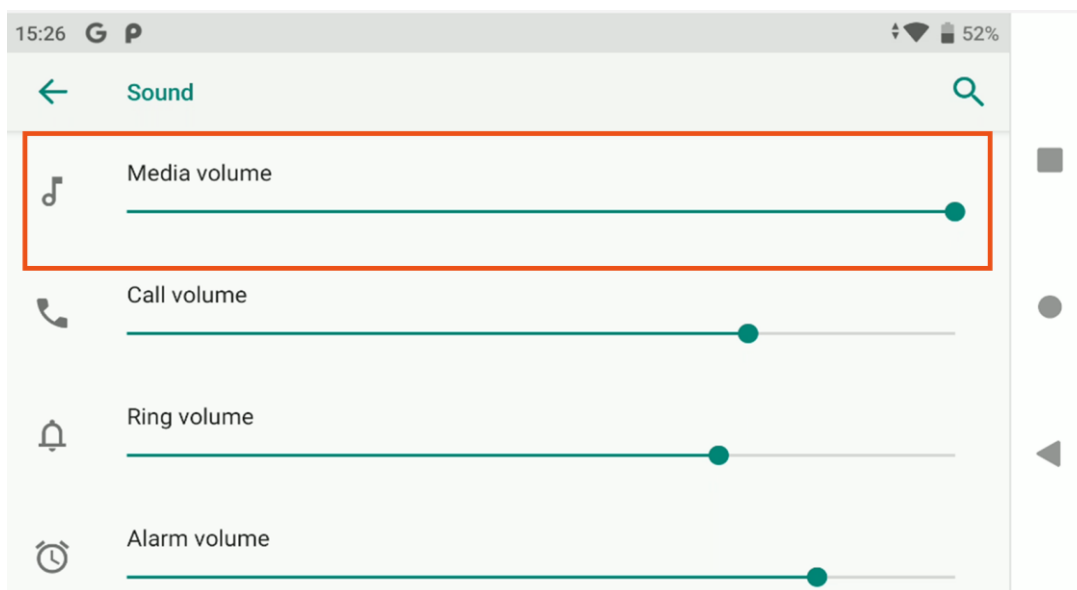 15:26 G P 52%
Sound
Media volume
Call volume
Ring volume
Alarm volume